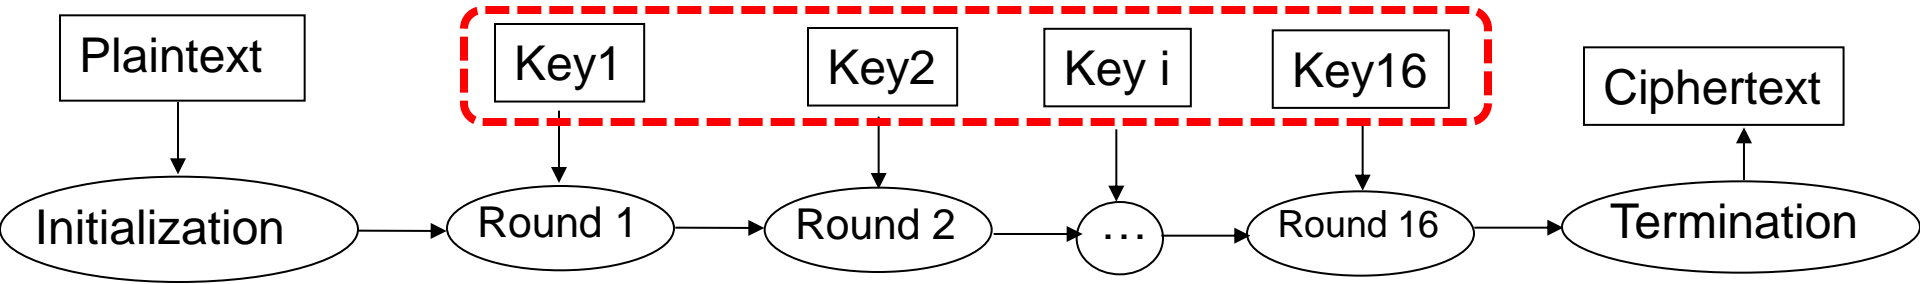 Plaintext
Key1
Key2
Key i
Key16
Ciphertext
Initialization
Round 1
Round 2
...
Round 16
Termination